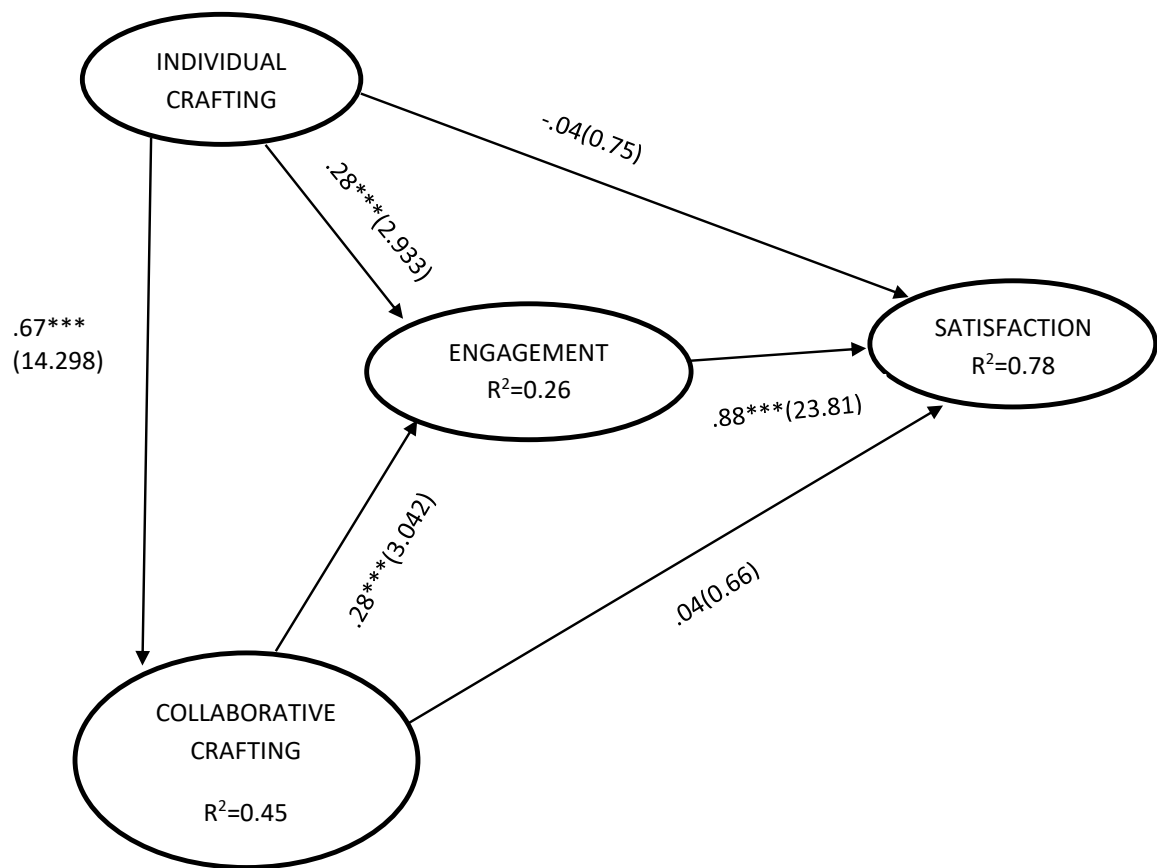 INDIVIDUAL
CRAFTING
-.04(0.75)
.28***(2.933)
.67***
(14.298)
ENGAGEMENT
R²=0.26
SATISFACTION
R²=0.78
.88***(23.81)
.28***(3.042)
.04(0.66)
COLLABORATIVE
CRAFTING
R²=0.45